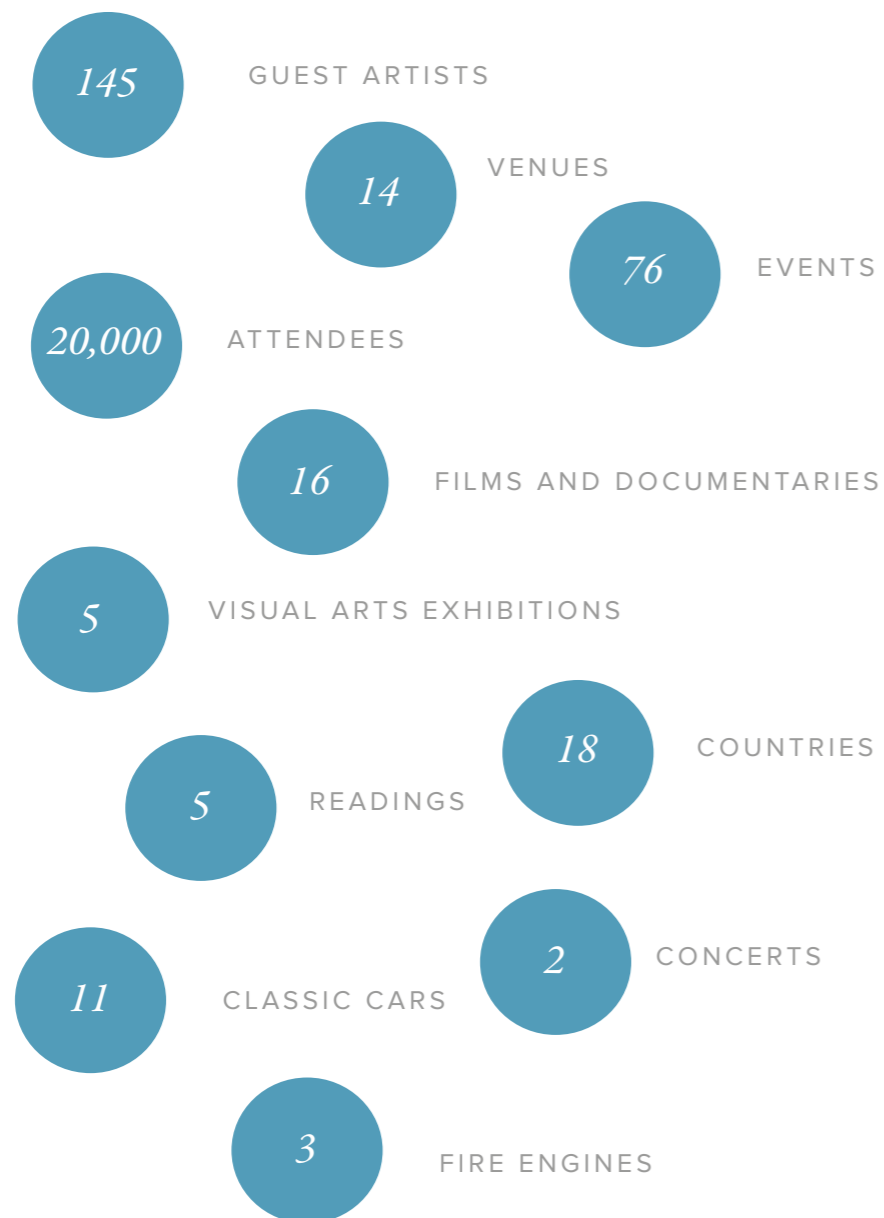 145 GUEST ARTISTS
14 VENUES
76 EVENTS
20,000 ATTENDEES
16 FILMS AND DOCUMENTARIES
5 VISUAL ARTS EXHIBITIONS
18 COUNTRIES
5 READINGS
2 CONCERTS
11 CLASSIC CARS
3 FIRE ENGINES